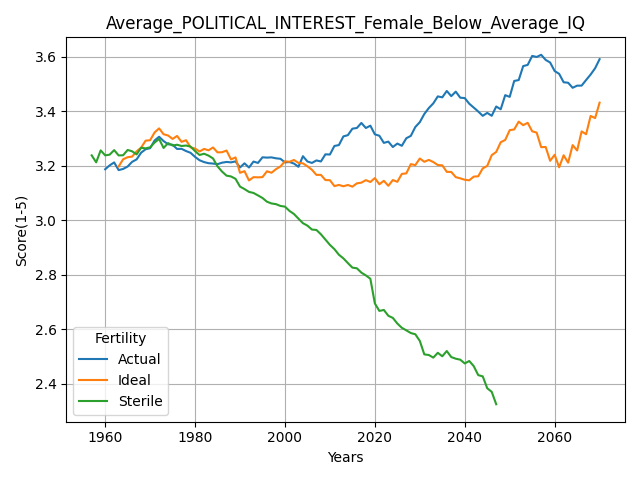 Average_POLITICAL_INTEREST_Female_Below_Average_IQ
3.6
3.4
3.2
3.0
2.8
2.6
2.4
Score(1-5)
Fertility
Actual
Ideal
Sterile
1960 1980 2000 2020 2040 2060
Years